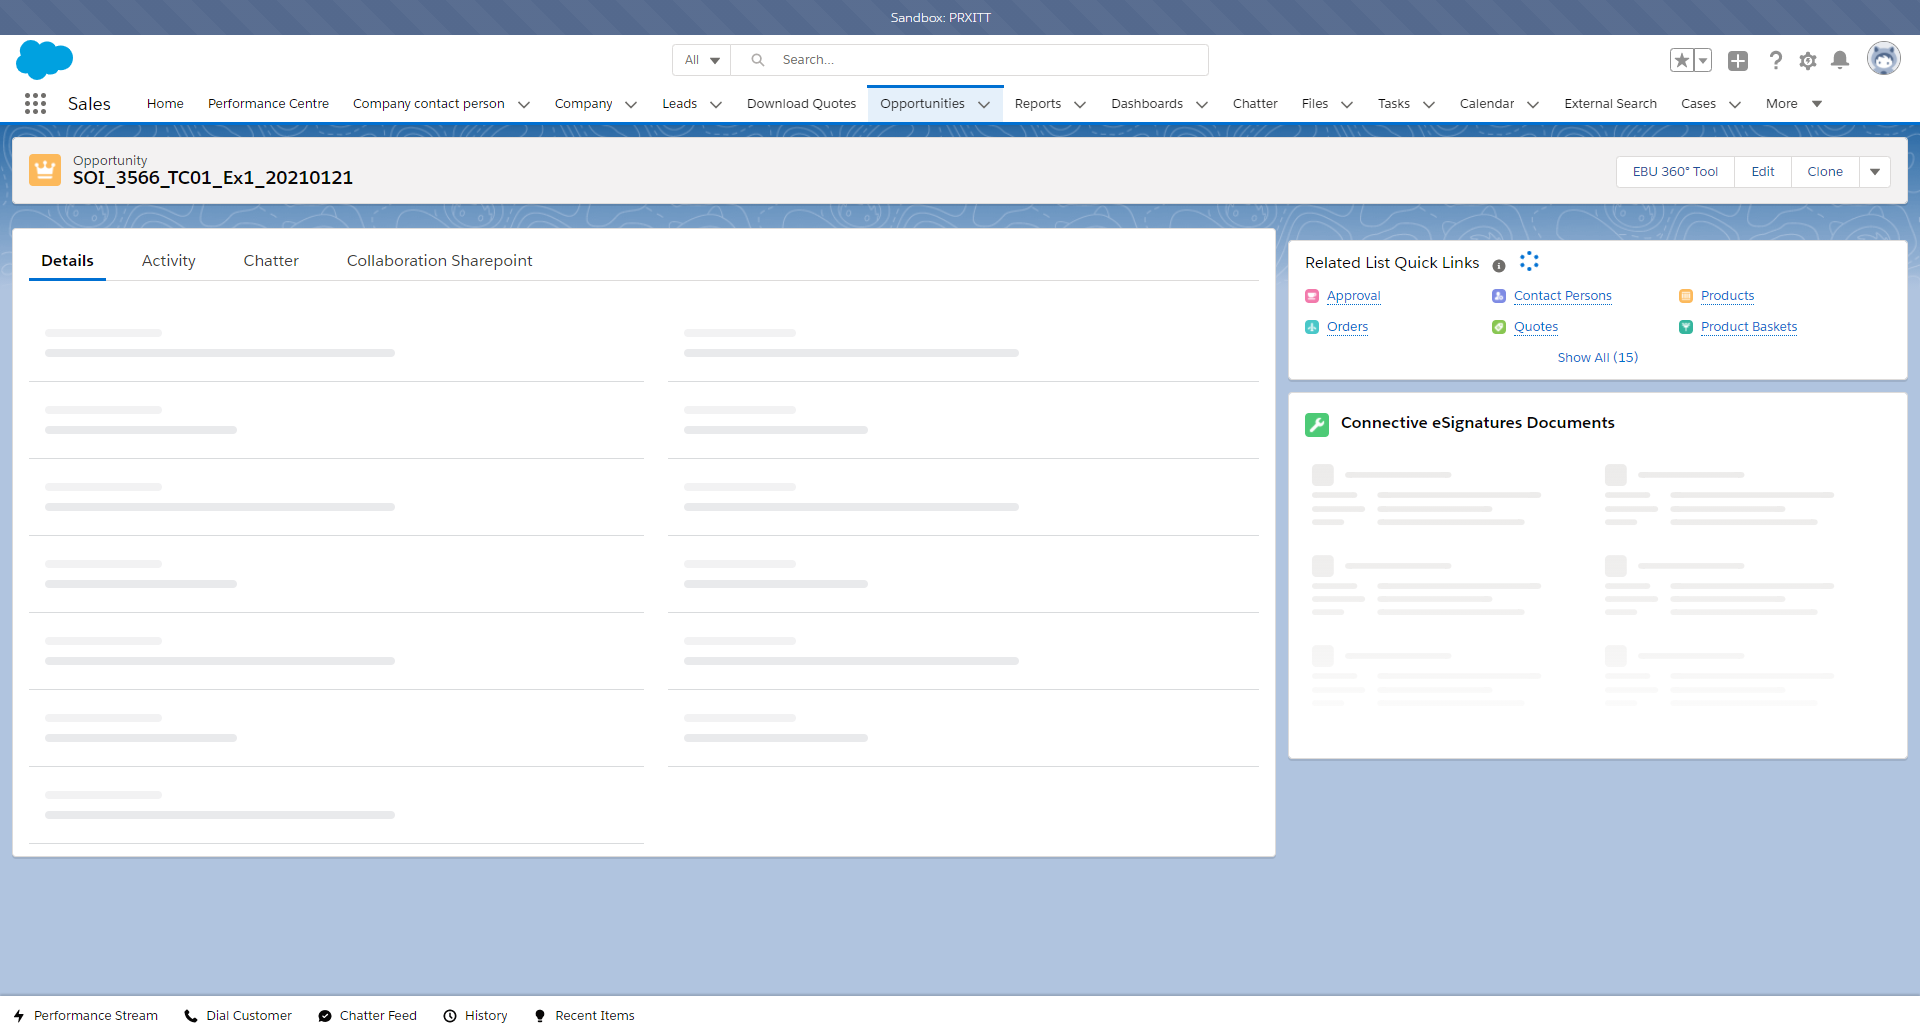 Sandbox: PRXITT
All
Search...
Sales
Home
Performance Centre
Company contact person
Company
Leads
Download Quotes
Opportunities
Reports
Dashboards
Chatter
Files
Tasks
Calendar
External Search
Cases
More
Opportunity
SOI_3566_TC01_Ex1_20210121
EBU 360° Tool
Edit
Clone
Details
Activity
Chatter
Collaboration Sharepoint
Related List Quick Links
Approval
Contact Persons
Products
Orders
Quotes
Product Baskets
Show All (15)
Connective eSignatures Documents
Performance Stream
Dial Customer
Chatter Feed
History
Recent Items